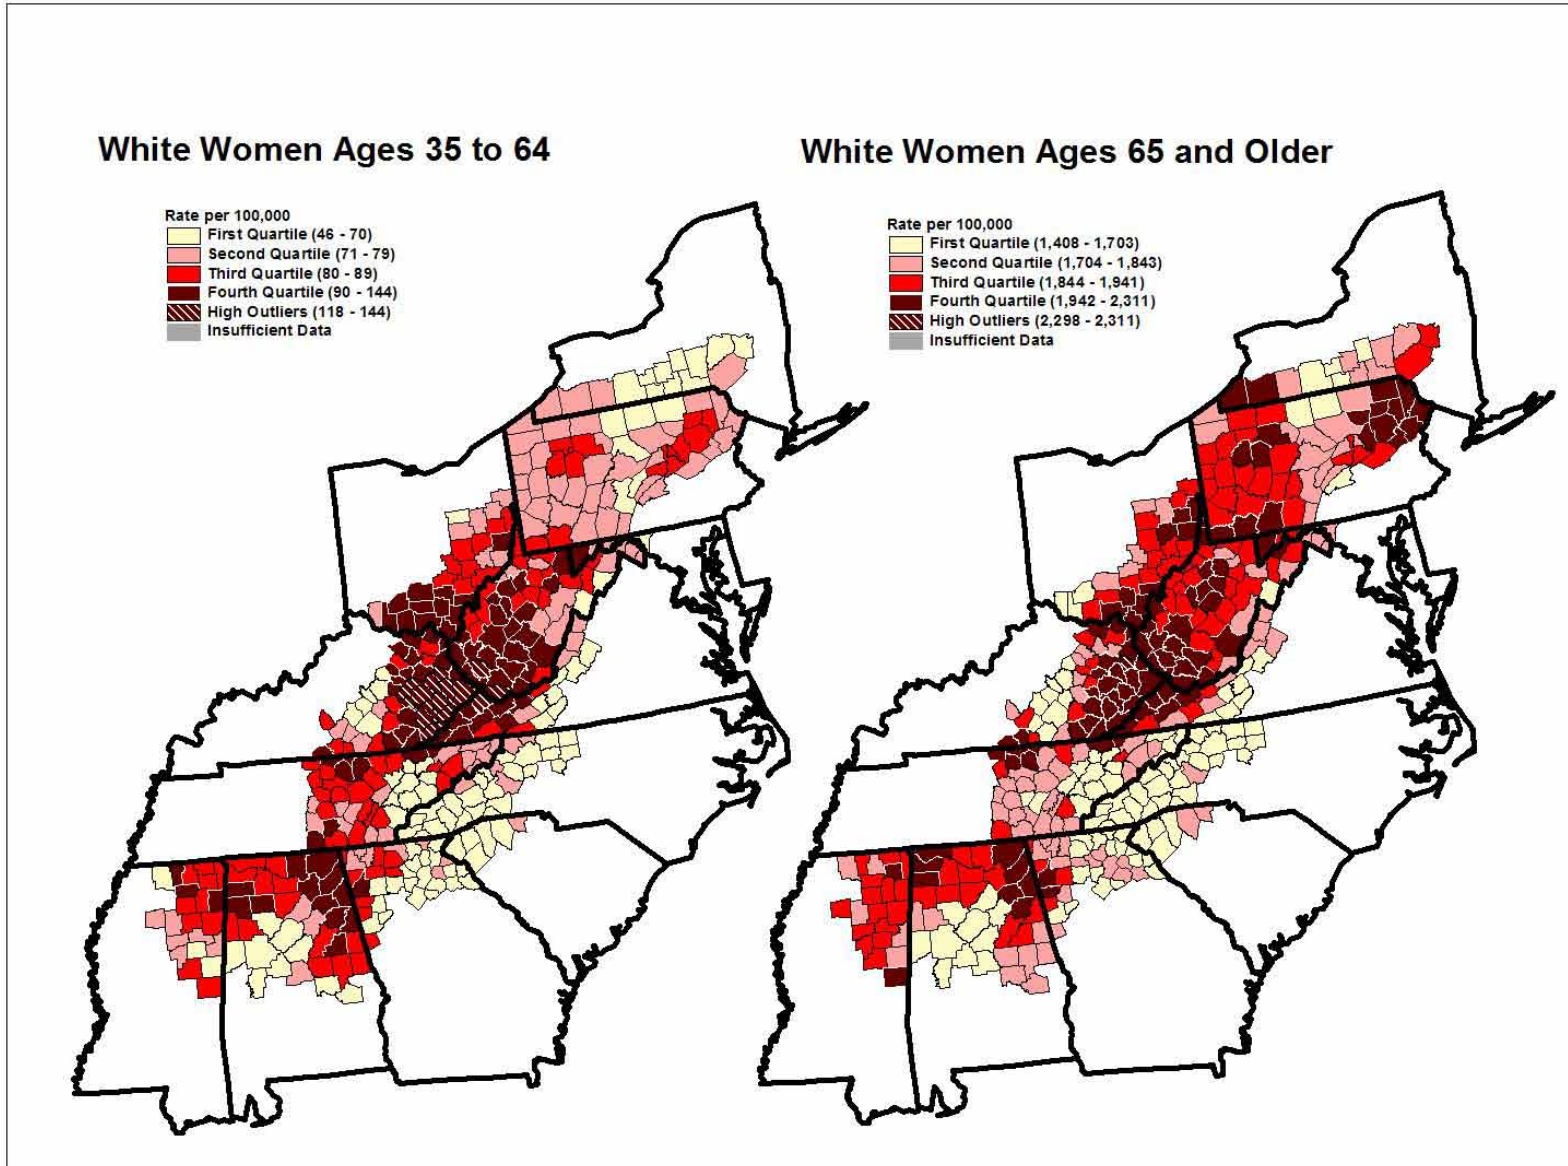 White Women Ages 35 to 64
Rate per 100,000
First Quartile (46 - 70)
Second Quartile (71 - 79)
Third Quartile (80 - 89)
Fourth Quartile (90 - 144)
High Outliers (118 - 144)
Insufficient Data
White Women Ages 65 and Older
Rate per 100,000
First Quartile (1,408 - 1,703)
Second Quartile (1,704 - 1,843)
Third Quartile (1,844 - 1,941)
Fourth Quartile (1,942 - 2,311)
High Outliers (2,298 - 2,311)
Insufficient Data